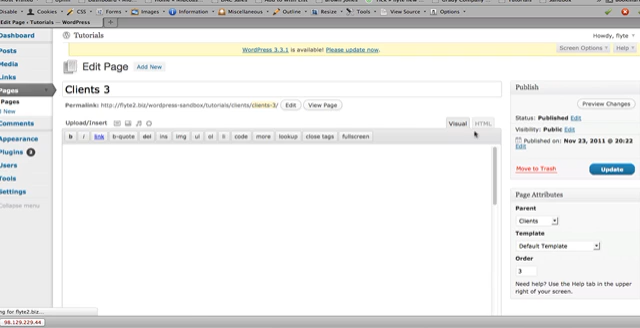 Disable Cookies CSS Forms Images Information Miscellaneous Outline Resize Tools View Source Options
Edit Page ‹ Tutorials — WordPress
Dashboard
Posts
Media
Links
Pages
Pages
Comments
Appearance
Plugins
Users
Tools
Settings
Collapse menu
Tutorials
Howdy, flyte
WordPress 3.3.1 is available! Please update now.
Screen Options
Help
Edit Page Add New
Clients 3
Permalink: http://flyte2.biz/wordpress-sandbox/tutorials/clients/clients-3/ Edit View Page
Upload/Insert
Visual HTML
b i link b-quote del ins img ul ol li code more lookup close tags fullscreen
Publish
Preview Changes
Status: Published Edit
Visibility: Public Edit
Published on: Nov 23, 2011 @ 20:22
Edit
Move to Trash Update
Page Attributes
Parent
Clients
Template
Default Template
Order
3
Need help? Use the Help tab in the upper
right of your screen.
ng for flyte2.biz...
98.129.229.44